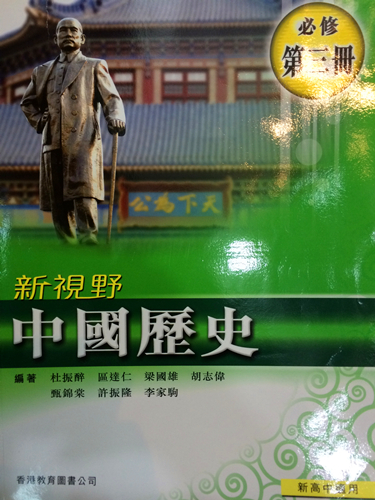 必修
第三冊
天下為公
新視野
中國歷史
編著 杜振醉 區達仁 梁國雄 胡志偉
甄錦棠 許振隆 李家駒
香港教育圖書公司
新高中適用